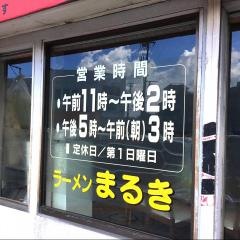 す
営業時間
●午前11時〜午後2時
●午後5時〜午前(朝)3時
■定休日／第1日曜日
ラーメンまるき